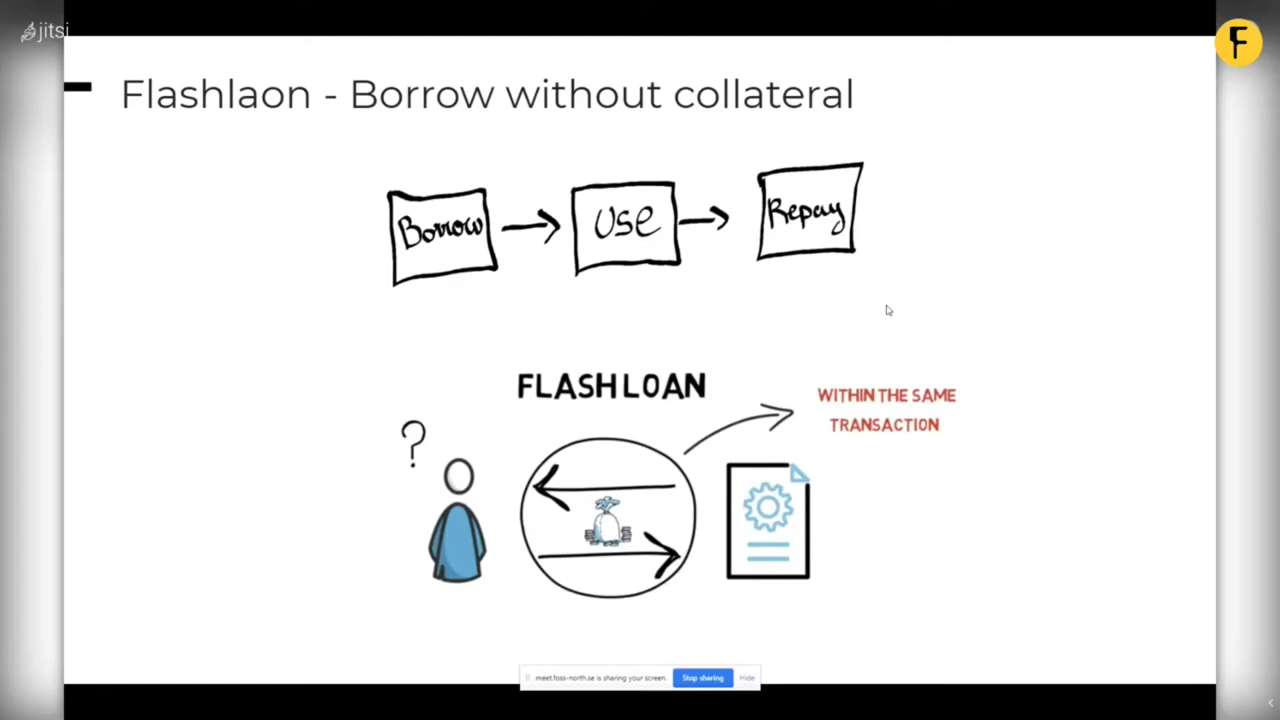 jitsi
F
Flashlaon - Borrow without collateral
Borrow
Use
Repay
FLASHLOAN
WITHIN THE SAME
TRANSACTION
?
meet.foss-north.se is sharing your screen.
Stop sharing
Hide